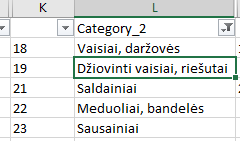 K L
Category_2
18 Vaisiai, daržovės
19 Džiovinti vaisiai, riešutai
21 Saldainiai
22 Meduoliai, bandelės
23 Sausainiai